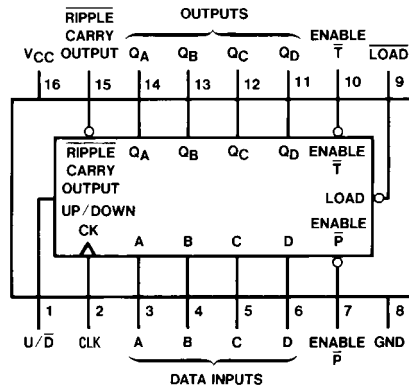 OUTPUTS
RIPPLE
CARRY
OUTPUT
VCC
QA QB QC QD
ENABLE
T
LOAD
16 15 14 13 12 11 10 9
RIPPLE
CARRY
OUTPUT
QA QB QC QD
ENABLE
T
LOAD
UP/DOWN
CK
ENABLE
P
A B C D
1 2 3 4 5 6 7 8
U/D CLK A B C D
ENABLE
P
GND
DATA INPUTS